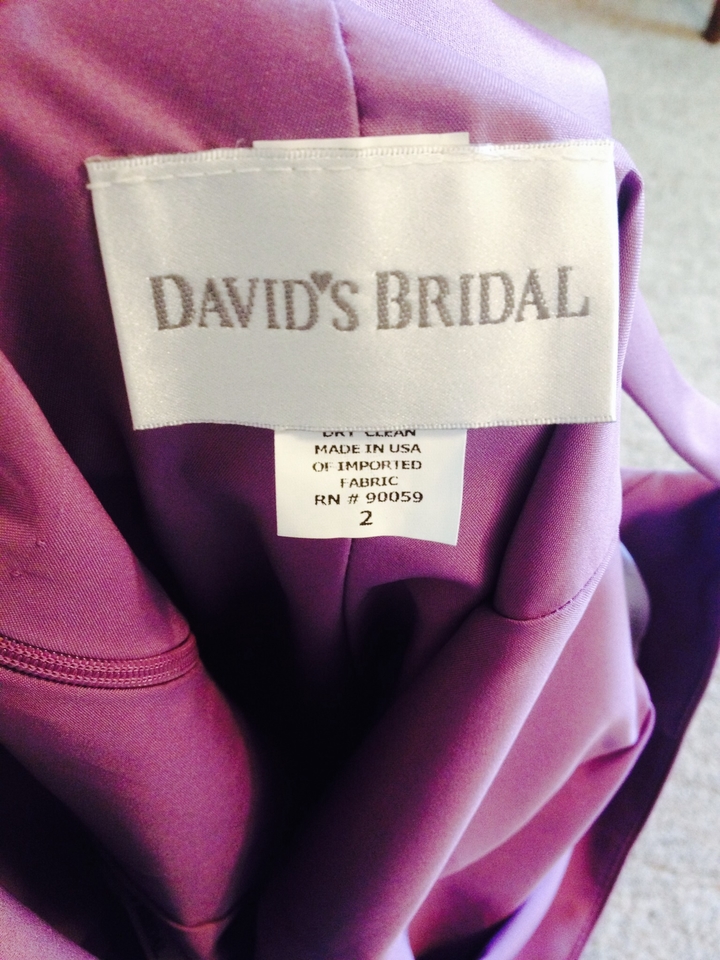 DAVID'S BRIDAL
DRY CLEAN
MADE IN USA
OF IMPORTED
FABRIC
RN # 90059
2